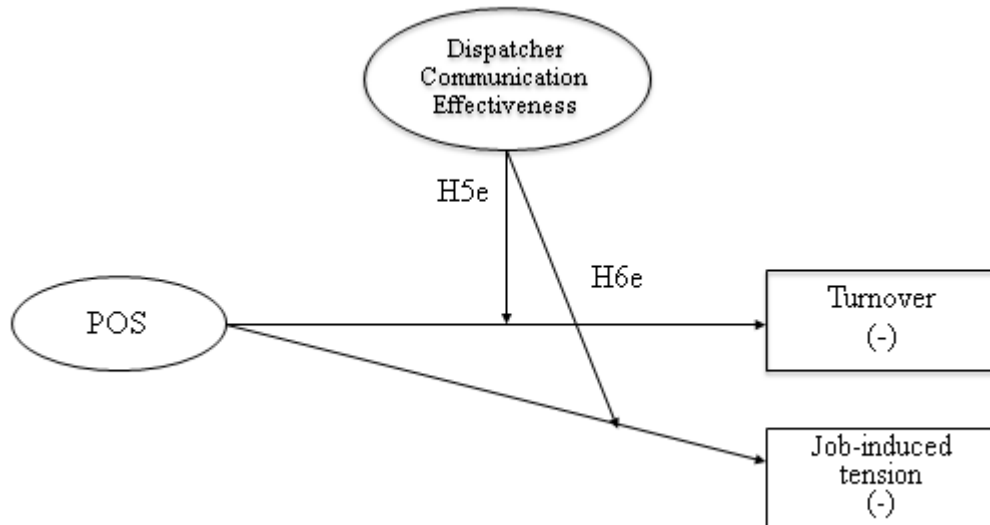 Dispatcher
Communication
Effectiveness
H5e
H6e
POS
Turnover
(-)
Job-induced
tension
(-)